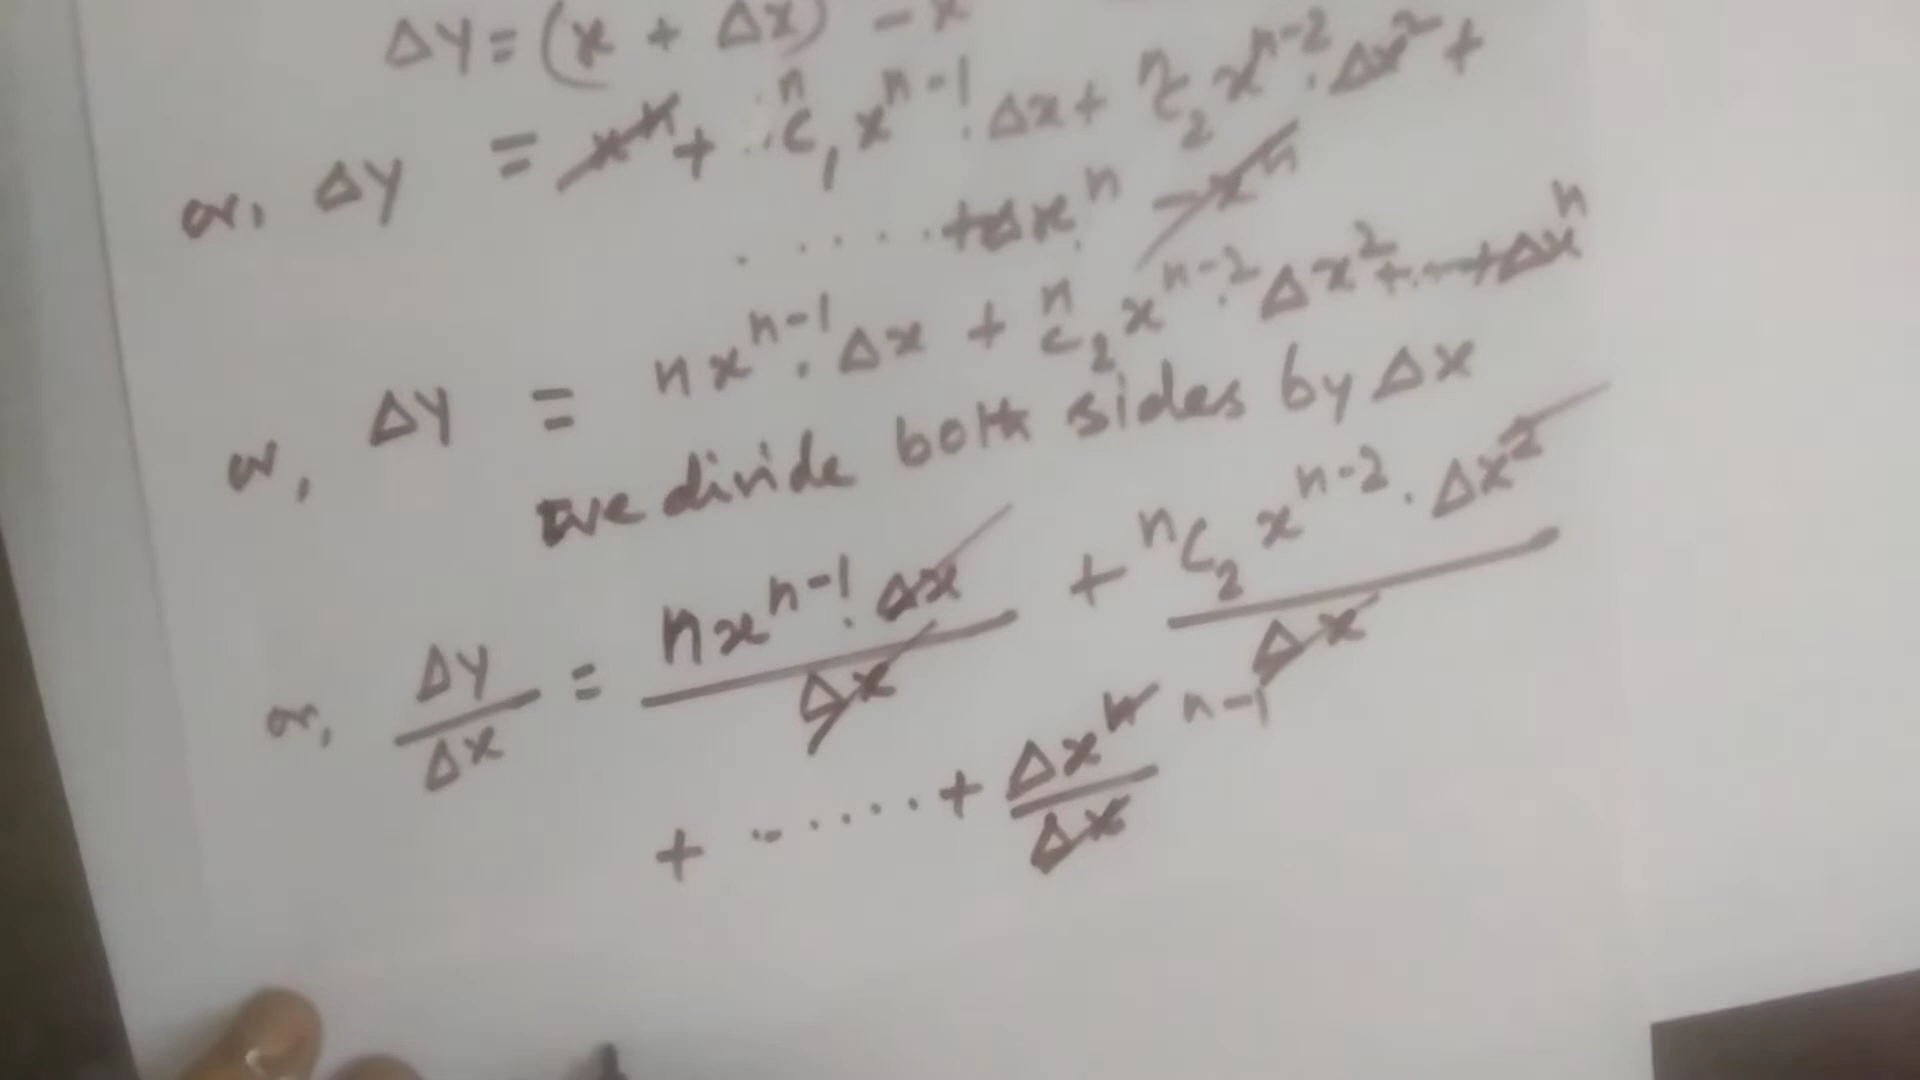 Δy = (x + Δx) - x
or, Δy = xⁿ + ⁿC₁ xⁿ⁻¹ . Δx + ⁿC₂ xⁿ⁻² . Δx² +
. . . . . + Δxⁿ - xⁿ
or, Δy = nxⁿ⁻¹ . Δx + ⁿC₂ xⁿ⁻² . Δx² + ... + Δxⁿ
we divide both sides by Δx
or, Δy/Δx = nxⁿ⁻¹ . Δx/Δx + ⁿC₂ xⁿ⁻² . Δx²/Δx
+ ...... + Δxⁿ/Δx n-1